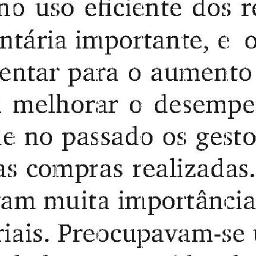 no uso eficiente dos re
ntária importante, e o
entar para o aumento
melhorar o desempe
e no passado os gesto
as compras realizadas.
am muita importância
riais. Preocupavam-se u